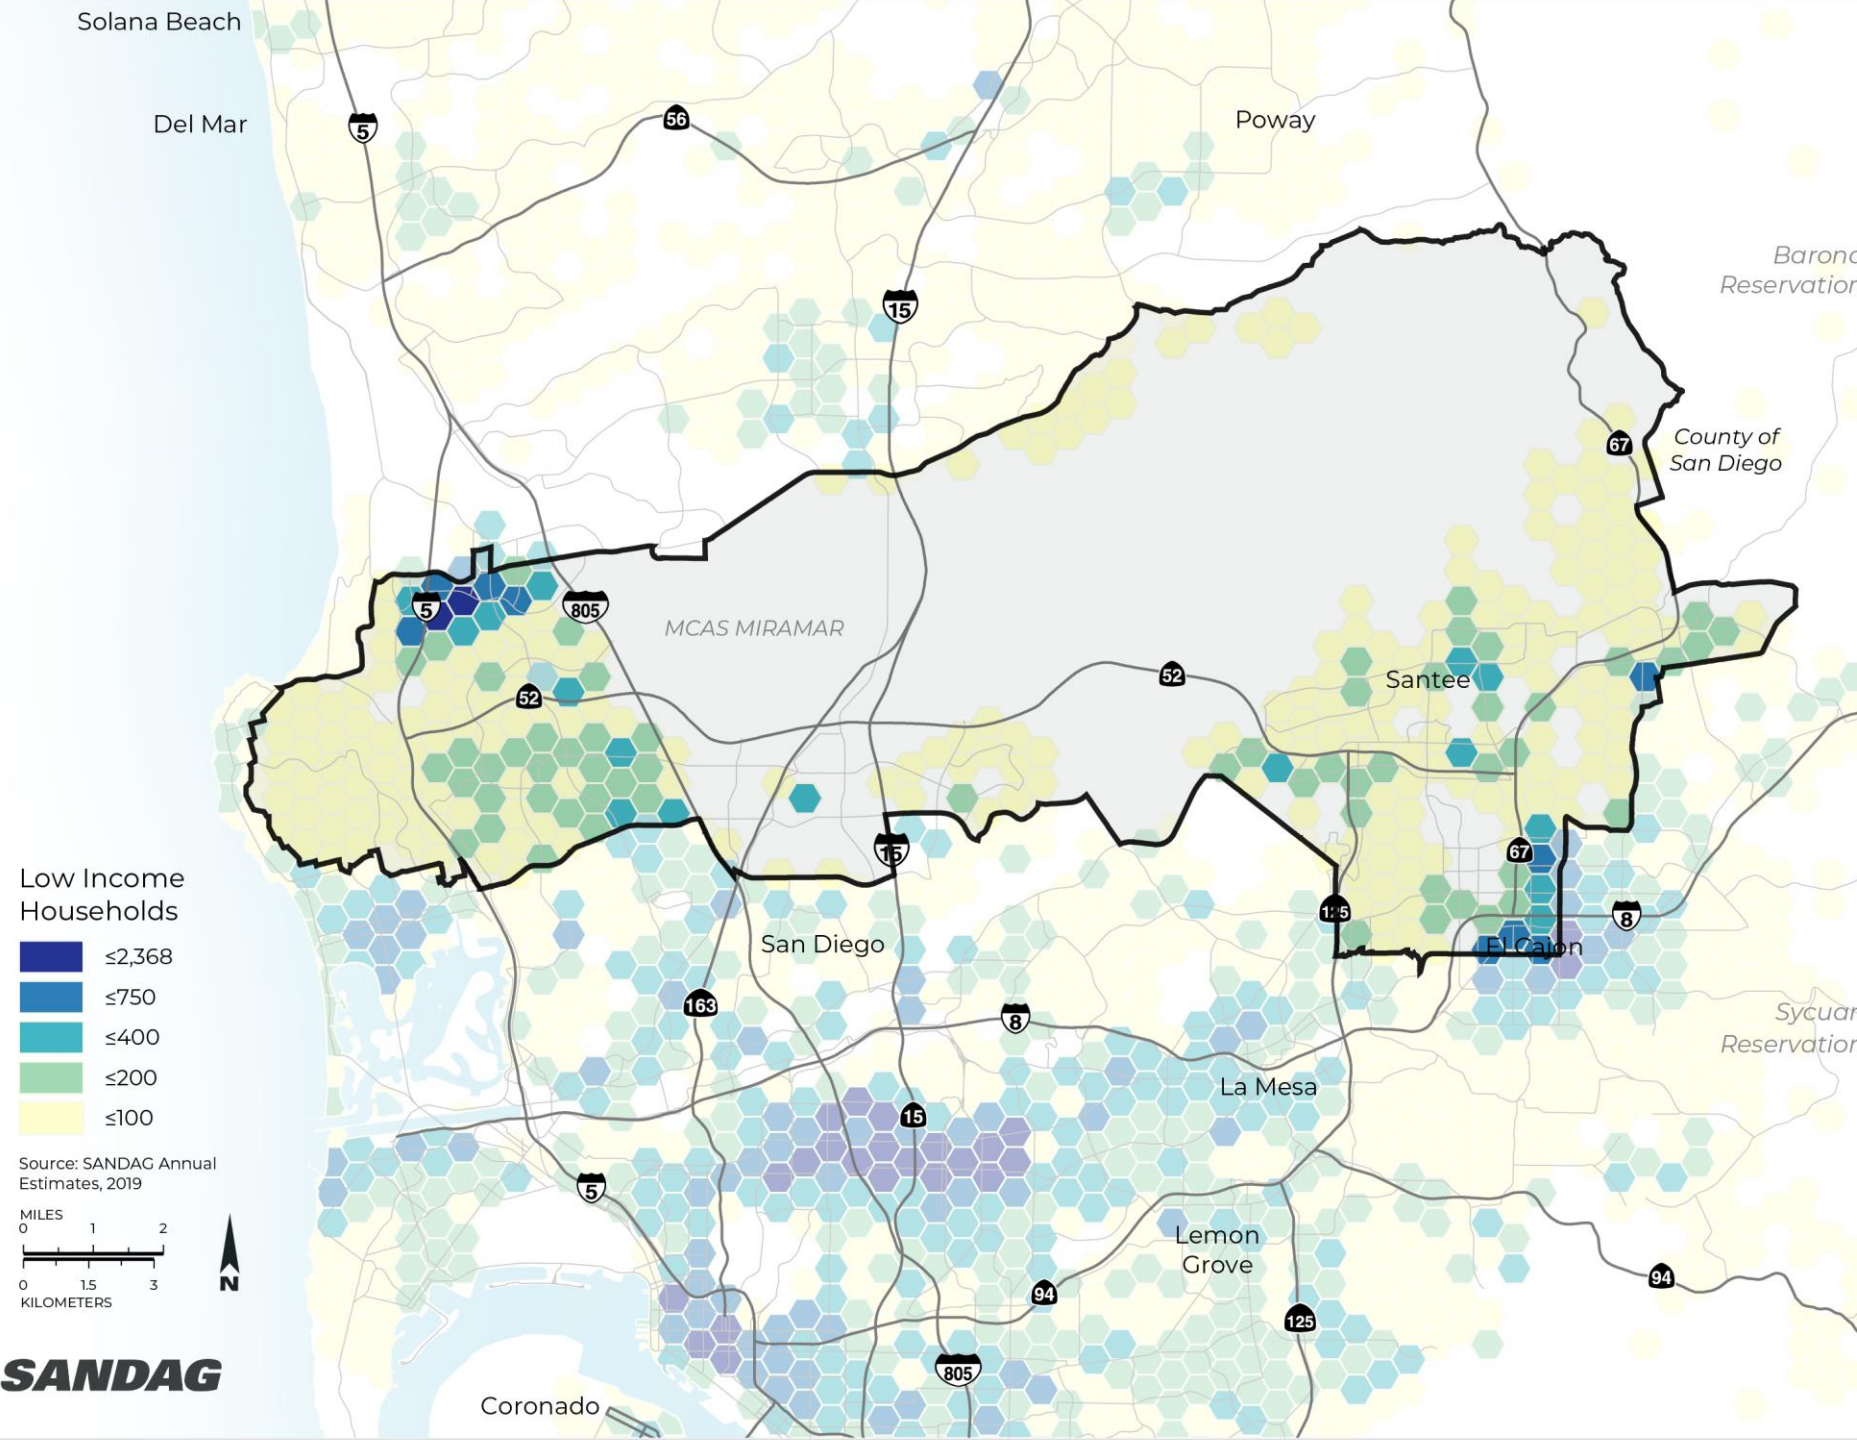 Solana Beach
Del Mar
5
56
Poway
15
Barona
Reservation
67
County of
San Diego
5
805
MCAS MIRAMAR
52
52
Santee
15
67
125
8
El Cajon
San Diego
163
8
Sycuan
Reservation
La Mesa
15
5
Lemon
Grove
94
94
125
805
Coronado
Low Income
Households
≤2,368
≤750
≤400
≤200
≤100
Source: SANDAG Annual
Estimates, 2019
MILES
0 1 2
0 1.5 3
KILOMETERS
N
SANDAG